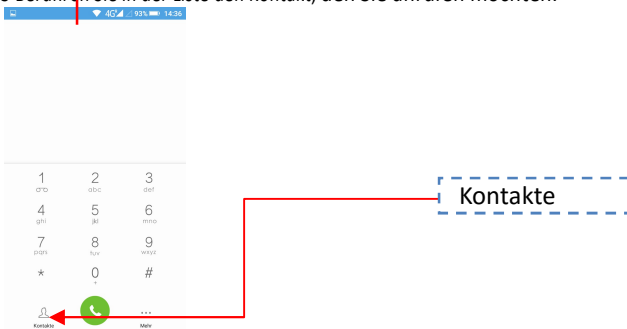 Berühren Sie in der Liste den Kontakt, den Sie anrufen möchten.
4G 93% 14:36
1 2 3
abc def
4 5 6
ghi jkl mno
7 8 9
pqrs tuv wxyz
* 0 #
+
Kontakte
Kontakte Mehr